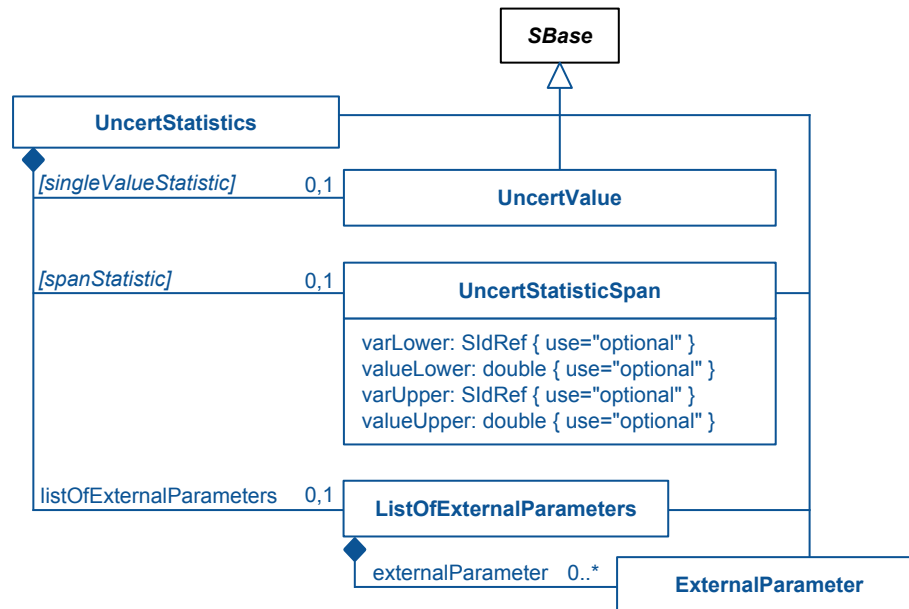 SBase
UncertStatistics
[singleValueStatistic] 0,1
UncertValue
[spanStatistic] 0,1
UncertStatisticSpan
varLower: SIdRef { use="optional" }
valueLower: double { use="optional" }
varUpper: SIdRef { use="optional" }
valueUpper: double { use="optional" }
listOfExternalParameters 0,1
ListOfExternalParameters
externalParameter 0..*
ExternalParameter